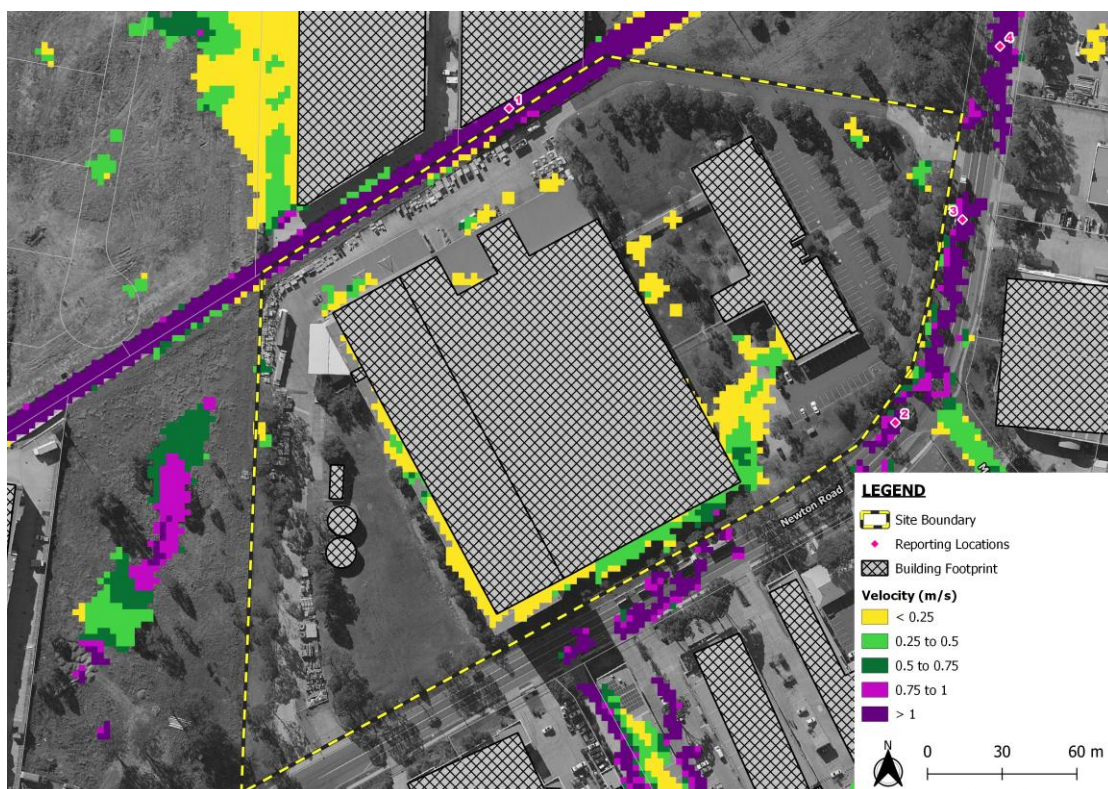 4
1
3
2
Newton Road
M
LEGEND
Site Boundary
Reporting Locations
Building Footprint
Velocity (m/s)
< 0.25
0.25 to 0.5
0.5 to 0.75
0.75 to 1
> 1
N
0 30 60 m